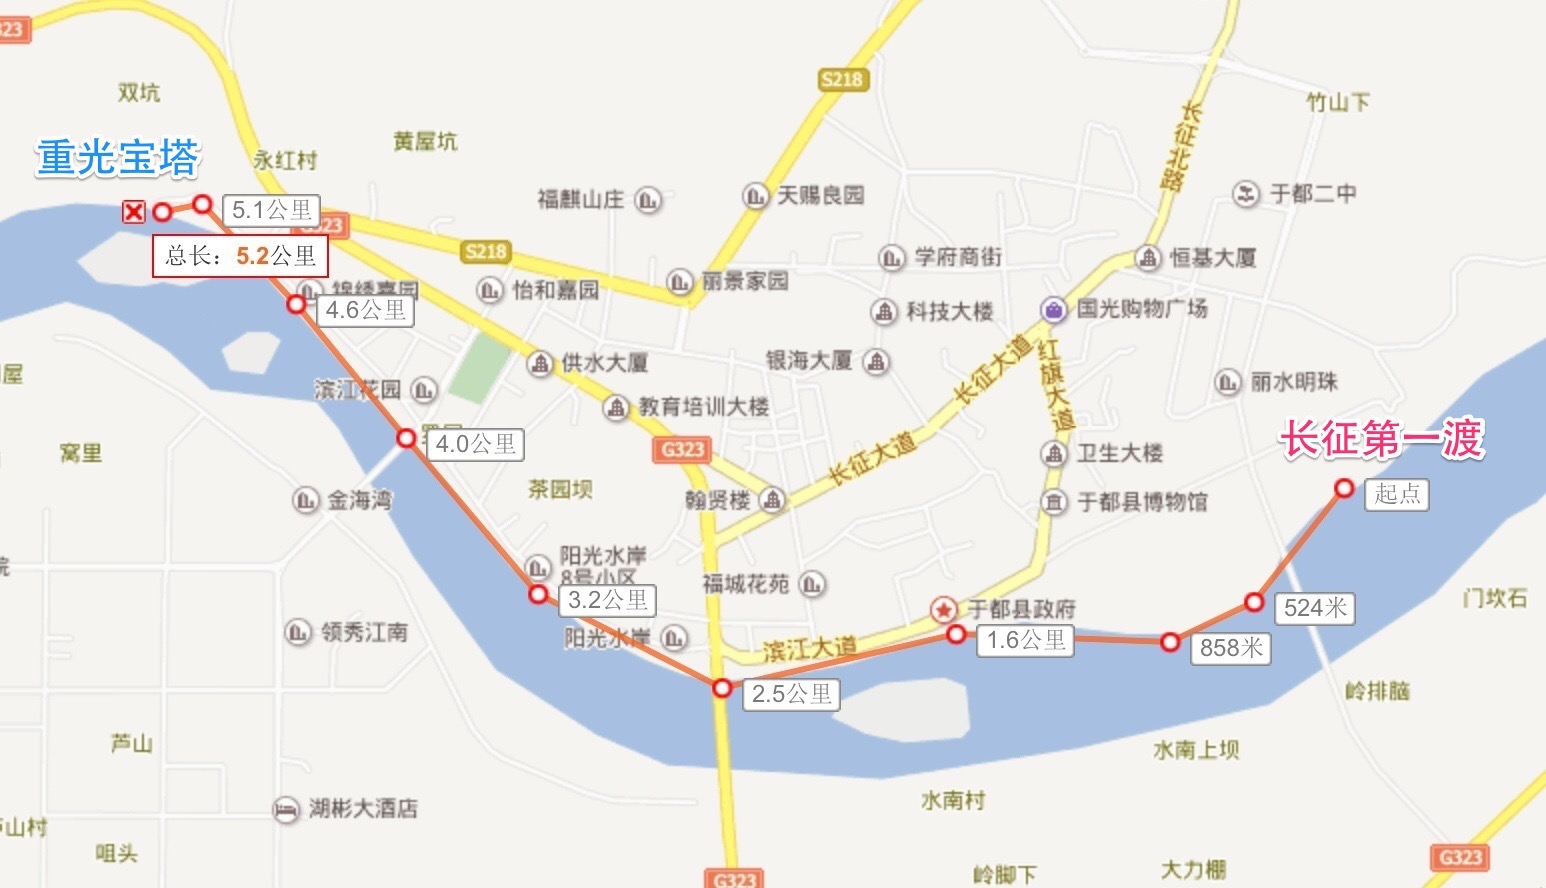 S218
双坑
竹山下
黄屋坑
重光宝塔
永红村
长征北路
福麒山庄
天赐良园
于都二中
5.1公里
总长：5.2公里
S218
学府商街
恒基大厦
锦绣嘉园
怡和嘉园
丽景家园
4.6公里
科技大楼
国光购物广场
供水大厦
银海大厦
长征大道
红旗大道
滨江花园
丽水明珠
教育培训大楼
长征第一渡
4.0公里
G323
长征大道
卫生大楼
窝里
茶园坝
起点
金海湾
翰贤楼
于都县博物馆
阳光水岸
8号小区
福城花苑
3.2公里
于都县政府
524米
门坎石
领秀江南
阳光水岸
滨江大道
1.6公里
858米
2.5公里
岭排脑
芦山
水南上坝
湖彬大酒店
水南村
咀头
岭脚下
大力棚
G323
G323